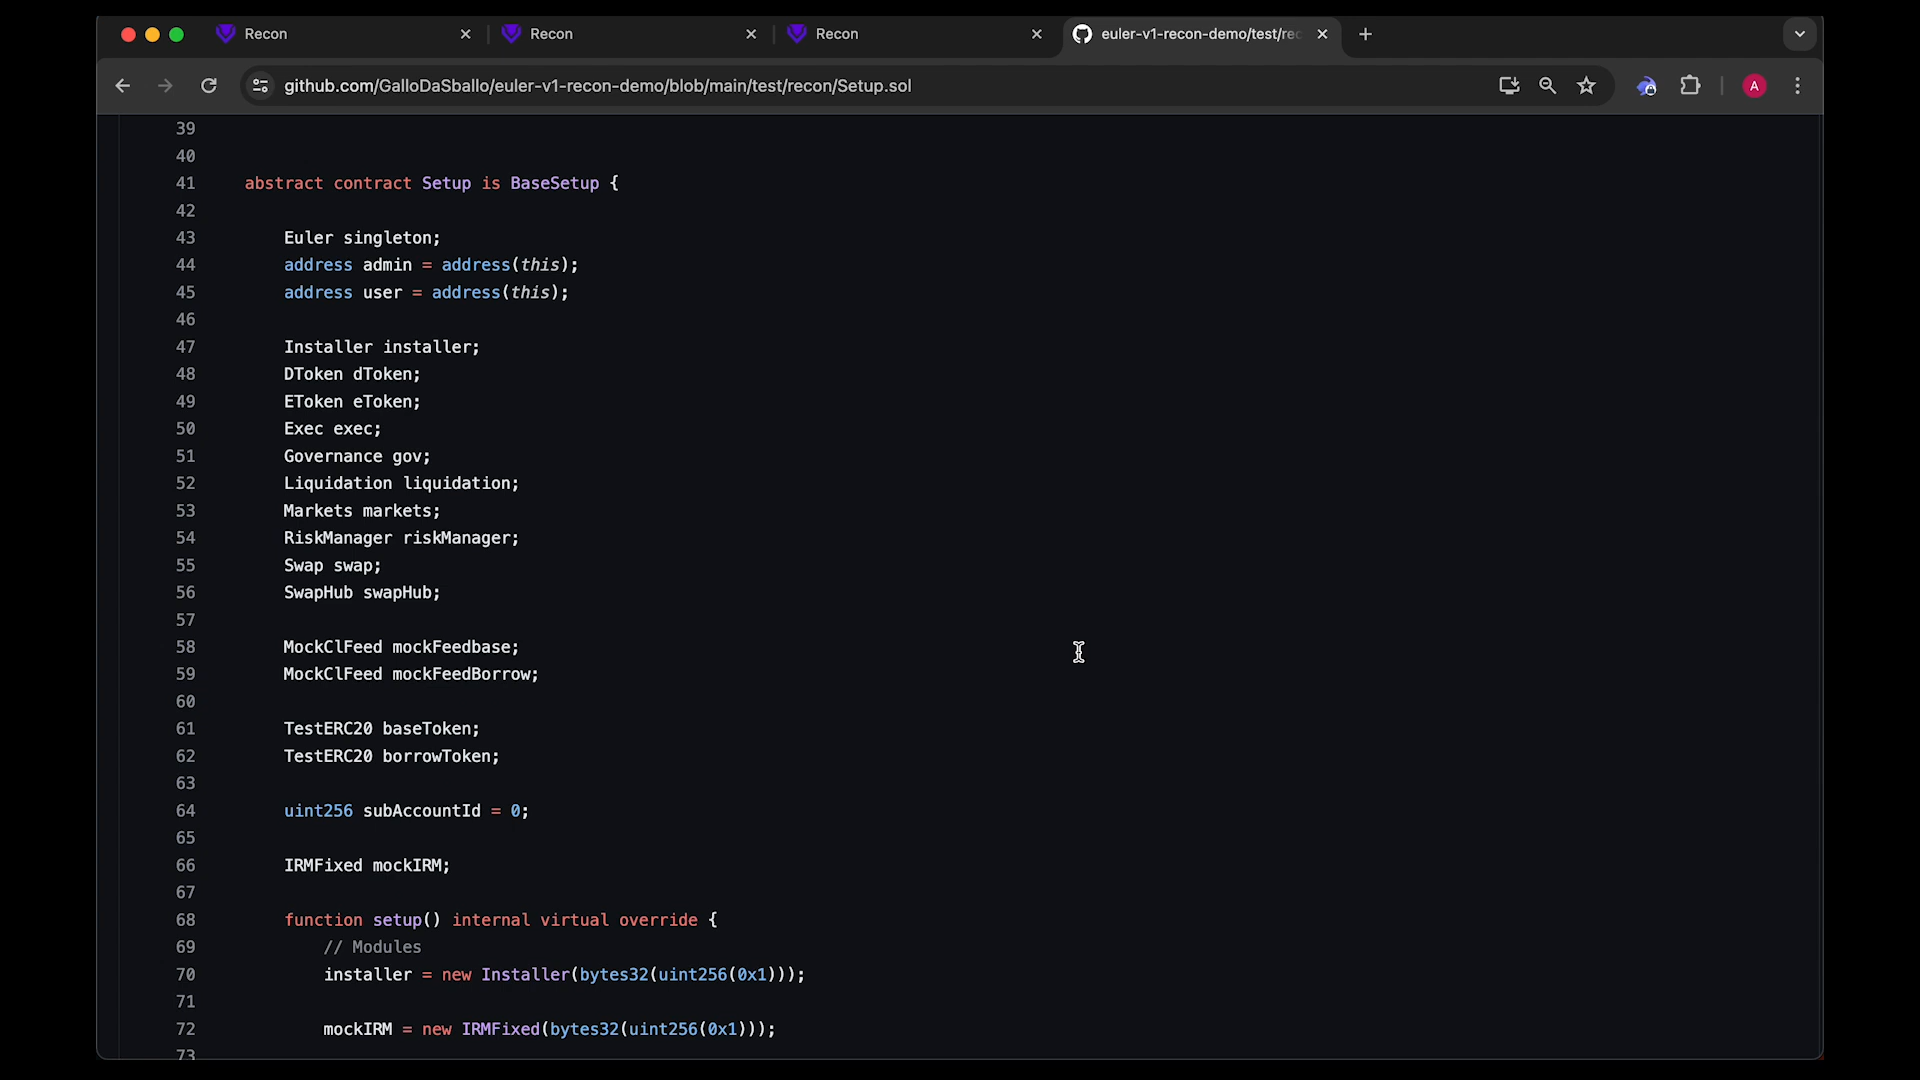 Recon
Recon
Recon
euler-v1-recon-demo/test/rec
github.com/GalloDaSballo/euler-v1-recon-demo/blob/main/test/recon/Setup.sol
A
39
40
41 abstract contract Setup is BaseSetup {
42
43 Euler singleton;
44 address admin = address(this);
45 address user = address(this);
46
47 Installer installer;
48 DToken dToken;
49 EToken eToken;
50 Exec exec;
51 Governance gov;
52 Liquidation liquidation;
53 Markets markets;
54 RiskManager riskManager;
55 Swap swap;
56 SwapHub swapHub;
57
58 MockClFeed mockFeedbase;
59 MockClFeed mockFeedBorrow;
60
61 TestERC20 baseToken;
62 TestERC20 borrowToken;
63
64 uint256 subAccountId = 0;
65
66 IRMFixed mockIRM;
67
68 function setup() internal virtual override {
69 // Modules
70 installer = new Installer(bytes32(uint256(0x1)));
71
72 mockIRM = new IRMFixed(bytes32(uint256(0x1)));
73